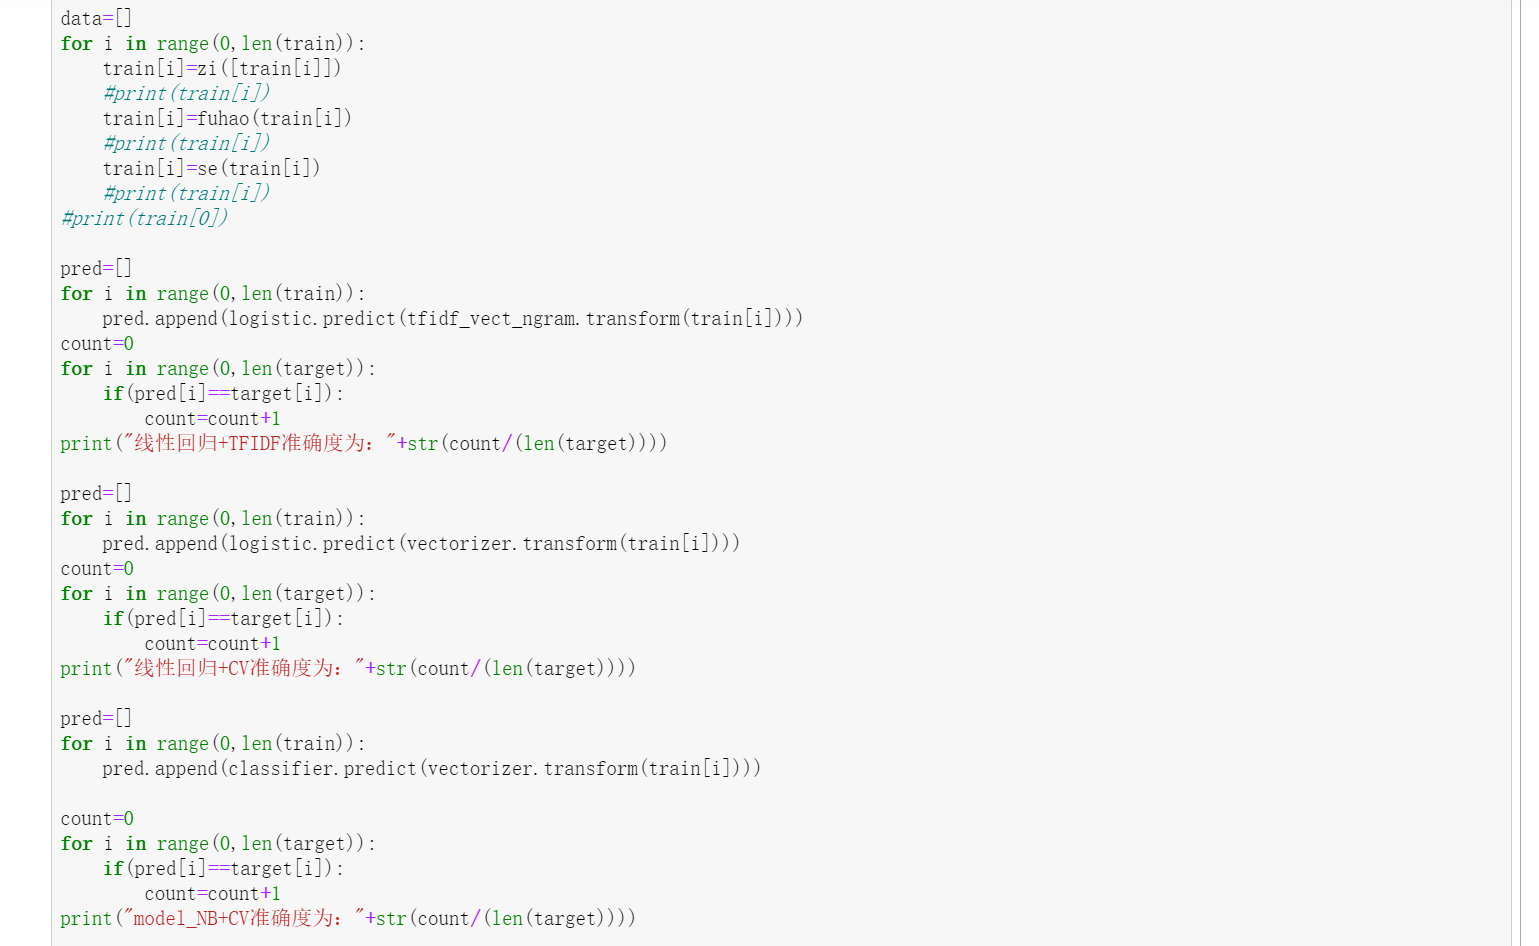 data=[]
for i in range(0,len(train)):
    train[i]=zi([train[i]])
    #print(train[i])
    train[i]=fuhao(train[i])
    #print(train[i])
    train[i]=se(train[i])
    #print(train[i])
#print(train[0])

pred=[]
for i in range(0,len(train)):
    pred.append(logistic.predict(tfidf_vect_ngram.transform(train[i])))
count=0
for i in range(0,len(target)):
    if(pred[i]==target[i]):
        count=count+1
print("线性回归+TFIDF准确度为："+str(count/(len(target))))

pred=[]
for i in range(0,len(train)):
    pred.append(logistic.predict(vectorizer.transform(train[i])))
count=0
for i in range(0,len(target)):
    if(pred[i]==target[i]):
        count=count+1
print("线性回归+CV准确度为："+str(count/(len(target))))

pred=[]
for i in range(0,len(train)):
    pred.append(classifier.predict(vectorizer.transform(train[i])))

count=0
for i in range(0,len(target)):
    if(pred[i]==target[i]):
        count=count+1
print("model_NB+CV准确度为："+str(count/(len(target))))